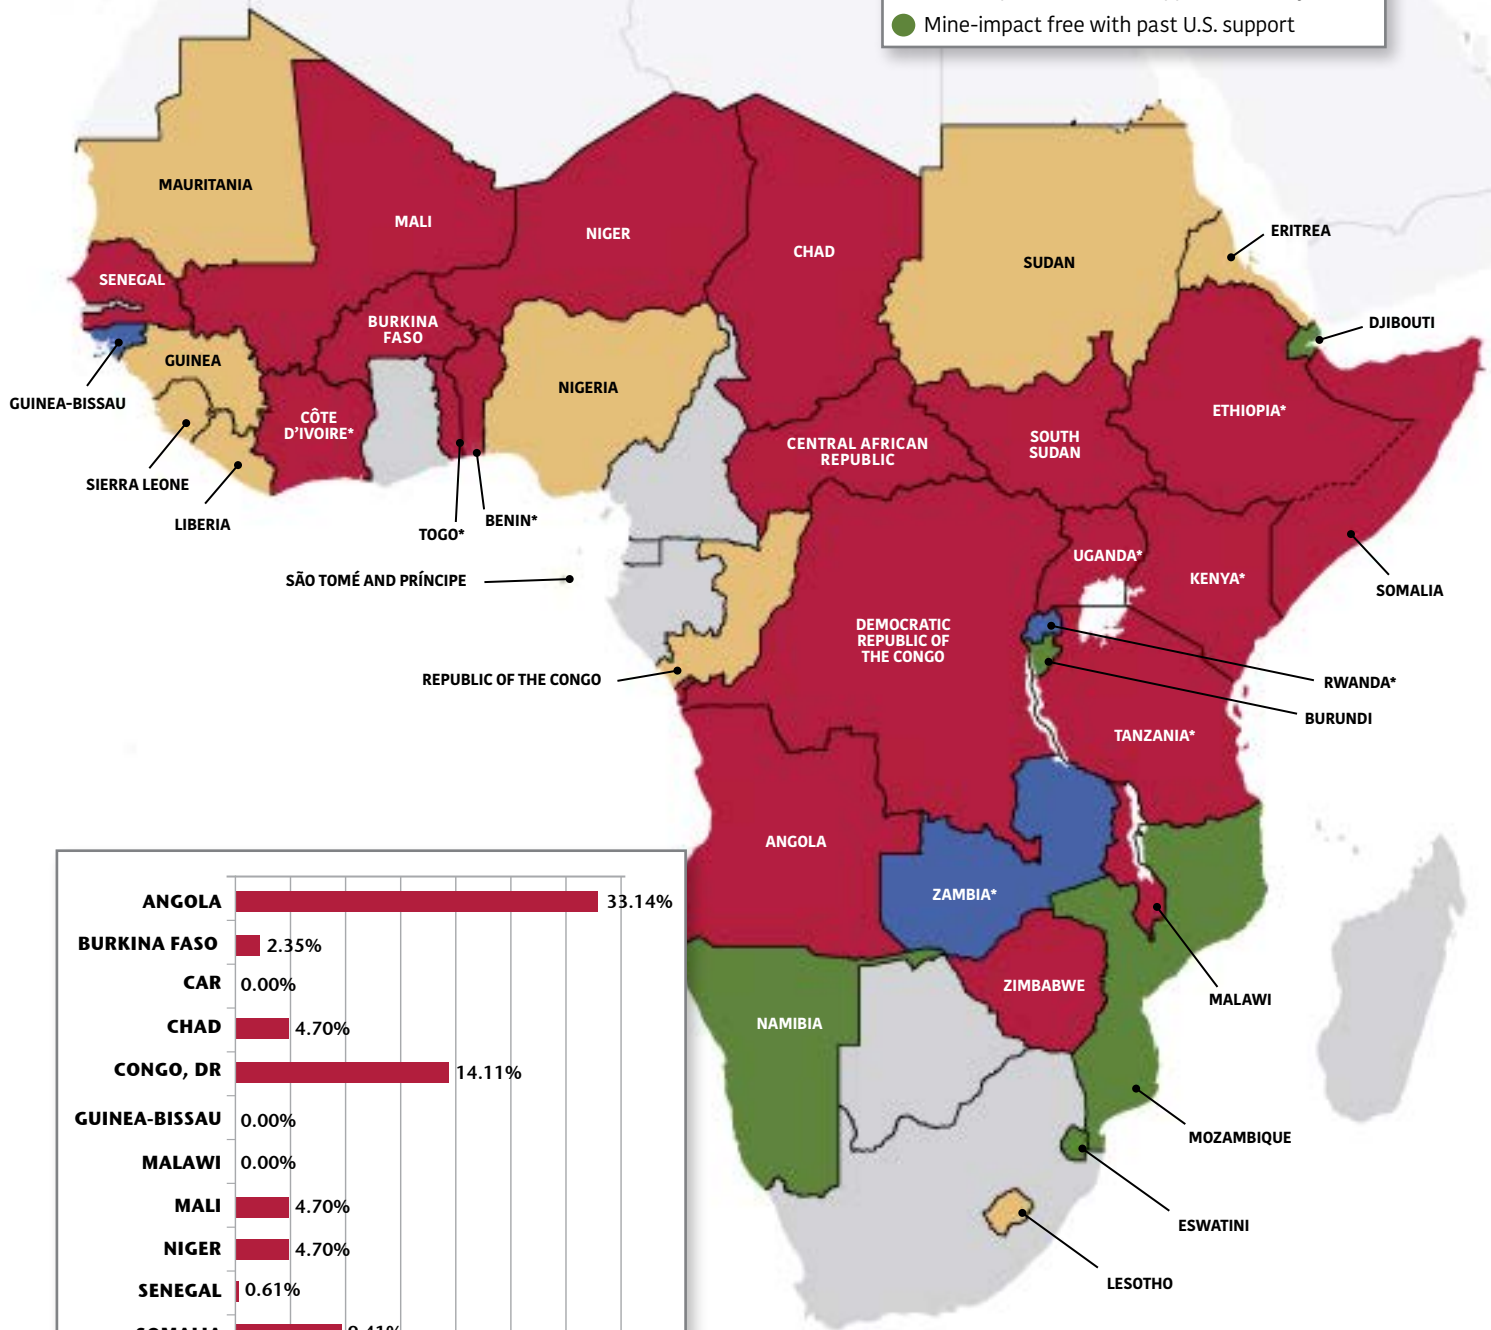 Mine-impact free with past U.S. support
MAURITANIA
MALI
NIGER
CHAD
SUDAN
ERITREA
SENEGAL
DJIBOUTI
BURKINA
FASO
GUINEA
NIGERIA
GUINEA-BISSAU
CÔTE
D'IVOIRE*
ETHIOPIA*
CENTRAL AFRICAN
REPUBLIC
SOUTH
SUDAN
SIERRA LEONE
LIBERIA
TOGO*
BENIN*
UGANDA*
KENYA*
SÃO TOMÉ AND PRÍNCIPE
SOMALIA
DEMOCRATIC
REPUBLIC OF
THE CONGO
REPUBLIC OF THE CONGO
RWANDA*
BURUNDI
TANZANIA*
ANGOLA
ZAMBIA*
ZIMBABWE
MALAWI
NAMIBIA
MOZAMBIQUE
ESWATINI
LESOTHO
ANGOLA 33.14%
BURKINA FASO 2.35%
CAR 0.00%
CHAD 4.70%
CONGO, DR 14.11%
GUINEA-BISSAU 0.00%
MALAWI 0.00%
MALI 4.70%
NIGER 4.70%
SENEGAL 0.61%
SOMALIA 9.41%